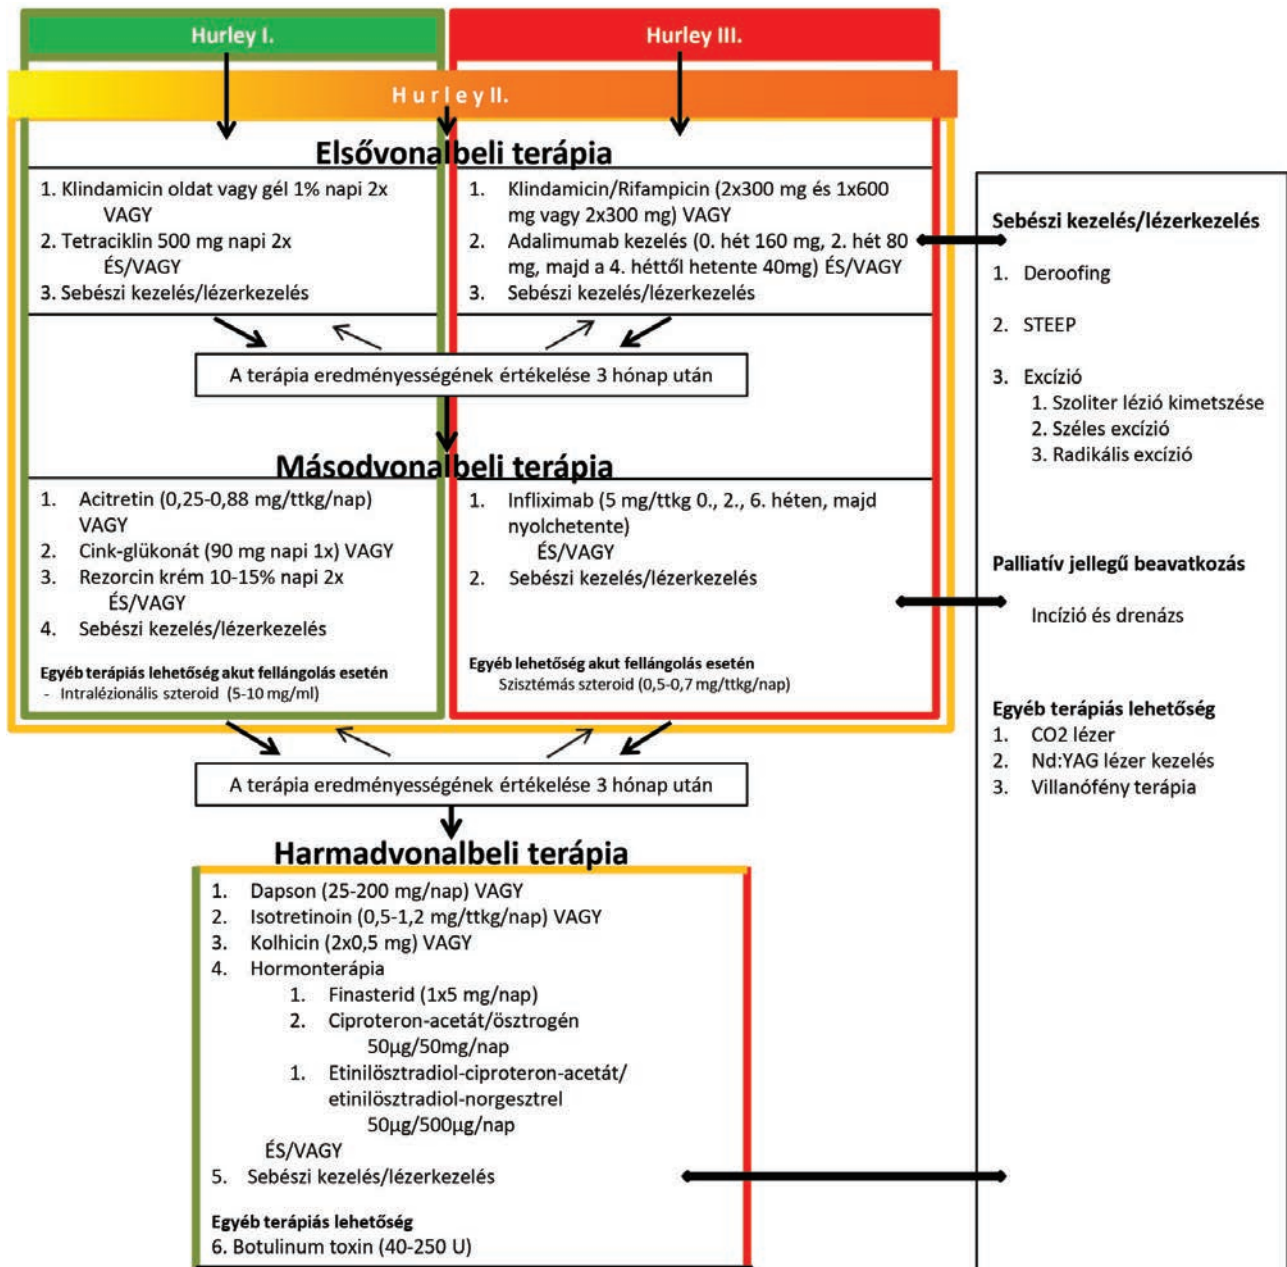 Hurley I.
Hurley III.
Hurley II.
Elsővonalbeli terápia
1. Klindamicin oldat vagy gél 1% napi 2x
VAGY
2. Tetraciklin 500 mg napi 2x
ÉS/VAGY
3. Sebészi kezelés/lézerkezelés
1. Klindamicin/Rifampicin (2x300 mg és 1x600
mg vagy 2x300 mg) VAGY
2. Adalimumab kezelés (0. hét 160 mg, 2. hét 80
mg, majd a 4. héttől hetente 40mg) ÉS/VAGY
3. Sebészi kezelés/lézerkezelés
A terápia eredményességének értékelése 3 hónap után
Másodvonalbeli terápia
1. Acitretin (0,25-0,88 mg/ttkg/nap)
VAGY
2. Cink-glükonát (90 mg napi 1x) VAGY
3. Rezorcin krém 10-15% napi 2x
ÉS/VAGY
4. Sebészi kezelés/lézerkezelés
Egyéb terápiás lehetőség akut fellángolás esetén
- Intralézionális szteroid (5-10 mg/ml)
1. Infliximab (5 mg/ttkg 0., 2., 6. héten, majd
nyolchetente)
ÉS/VAGY
2. Sebészi kezelés/lézerkezelés
Egyéb lehetőség akut fellángolás esetén
Szisztémás szteroid (0,5-0,7 mg/ttkg/nap)
A terápia eredményességének értékelése 3 hónap után
Harmadvonalbeli terápia
1. Dapson (25-200 mg/nap) VAGY
2. Isotretinoin (0,5-1,2 mg/ttkg/nap) VAGY
3. Kolhicin (2x0,5 mg) VAGY
4. Hormonterápia
1. Finasterid (1x5 mg/nap)
2. Ciproteron-acetát/ösztrogén
50µg/50mg/nap
1. Etinilösztradiol-ciproteron-acetát/
etinilösztradiol-norgesztrel
50µg/500µg/nap
ÉS/VAGY
5. Sebészi kezelés/lézerkezelés
Egyéb terápiás lehetőség
6. Botulinum toxin (40-250 U)
Sebészi kezelés/lézerkezelés
1. Deroofing
2. STEEP
3. Excízió
1. Szoliter lézió kimetszése
2. Széles excízió
3. Radikális excízió
Palliatív jellegű beavatkozás
Incízió és drenázs
Egyéb terápiás lehetőség
1. CO2 lézer
2. Nd:YAG lézer kezelés
3. Villanófény terápia